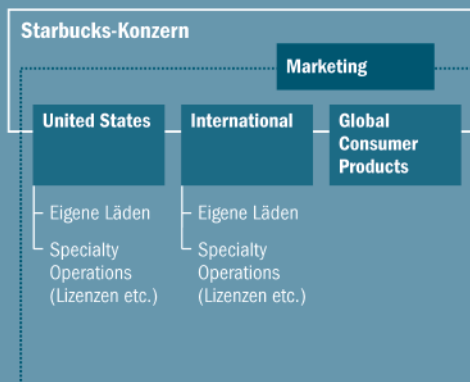 Starbucks-Konzern
Marketing
United States
International
Global
Consumer
Products
Eigene Läden
Specialty
Operations
(Lizenzen etc.)
Eigene Läden
Specialty
Operations
(Lizenzen etc.)